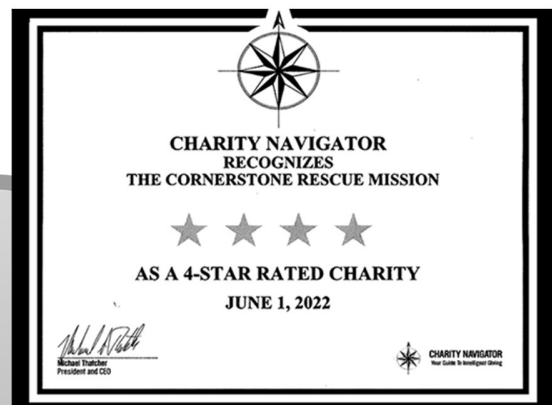 CHARITY NAVIGATOR
RECOGNIZES
THE CORNERSTONE RESCUE MISSION
AS A 4-STAR RATED CHARITY
JUNE 1, 2022
Michael Thatcher
President and CEO
CHARITY NAVIGATOR
Your Guide To Intelligent Giving